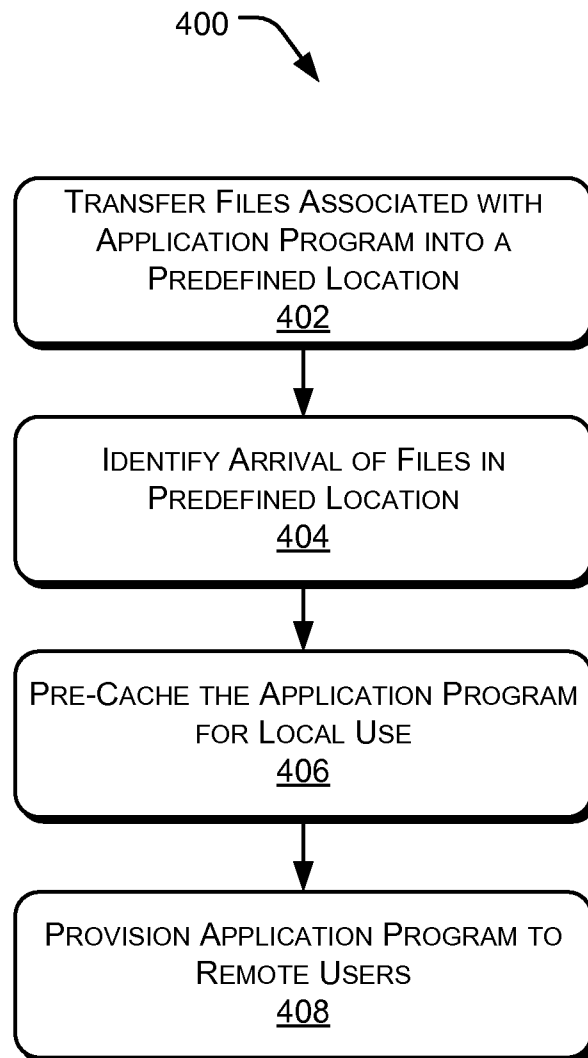 400
TRANSFER FILES ASSOCIATED WITH
APPLICATION PROGRAM INTO A
PREDEFINED LOCATION
402
IDENTIFY ARRIVAL OF FILES IN
PREDEFINED LOCATION
404
PRE-CACHE THE APPLICATION PROGRAM
FOR LOCAL USE
406
PROVISION APPLICATION PROGRAM TO
REMOTE USERS
408